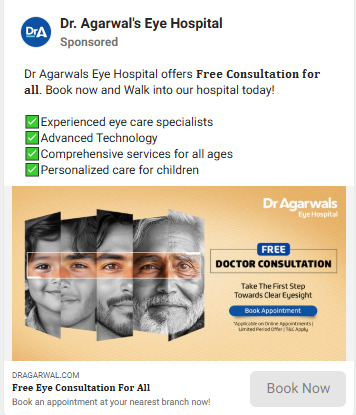 DrA
Dr. Agarwal's Eye Hospital
Sponsored
Dr Agarwals Eye Hospital offers Free Consultation for
all. Book now and Walk into our hospital today!
✅Experienced eye care specialists
✅Advanced Technology
✅Comprehensive services for all ages
✅Personalized care for children
Dr Agarwals
Eye Hospital
FREE
DOCTOR CONSULTATION
Take The First Step
Towards Clear Eyesight
Book Appointment
*Applicable on Online Appointments |
Limited Period Offer | T&C Apply
DRAGARWAL.COM
Free Eye Consultation For All
Book an appointment at your nearest branch now!
Book Now